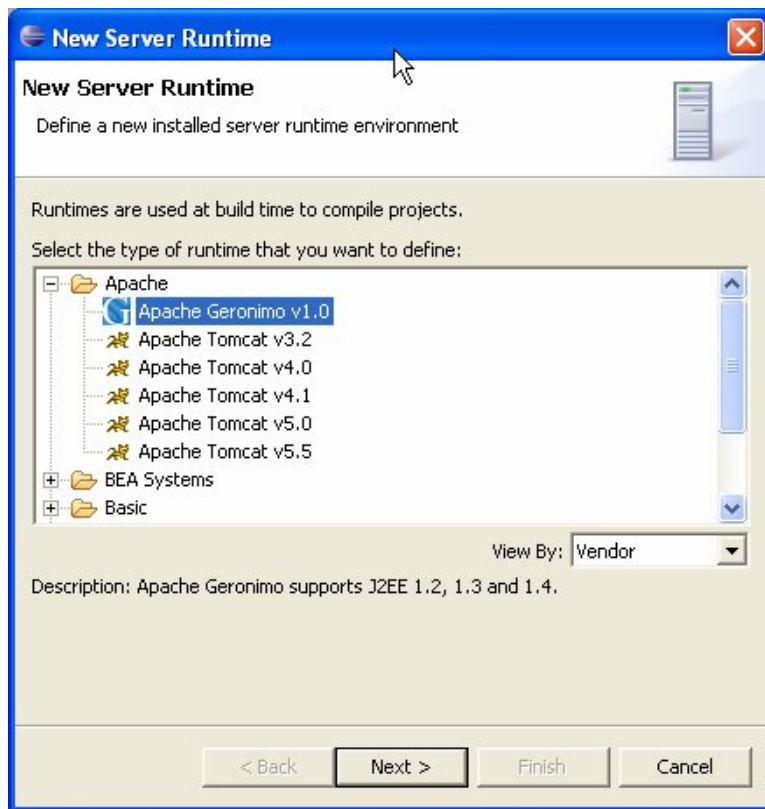 New Server Runtime
New Server Runtime
Define a new installed server runtime environment
Runtimes are used at build time to compile projects.
Select the type of runtime that you want to define:
Apache
Apache Geronimo v1.0
Apache Tomcat v3.2
Apache Tomcat v4.0
Apache Tomcat v4.1
Apache Tomcat v5.0
Apache Tomcat v5.5
BEA Systems
Basic
View By: Vendor
Description: Apache Geronimo supports J2EE 1.2, 1.3 and 1.4.
< Back Next > Finish Cancel